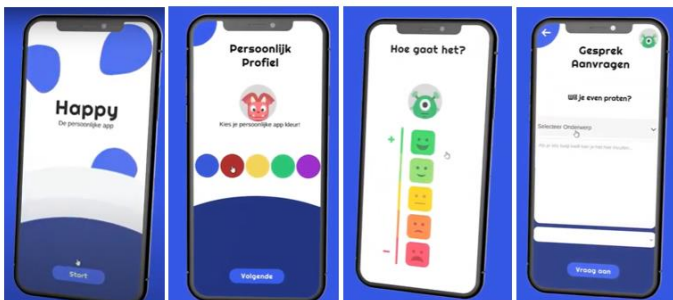 Happy
De persoonlijke app
Start
Persoonlijk
Profiel
Kies je persoonlijke app kleur!
Volgende
Hoe gaat het?
+
-
Gesprek
Aanvragen
Wil je even praten?
Selecteer Onderwerp
Vraag aan